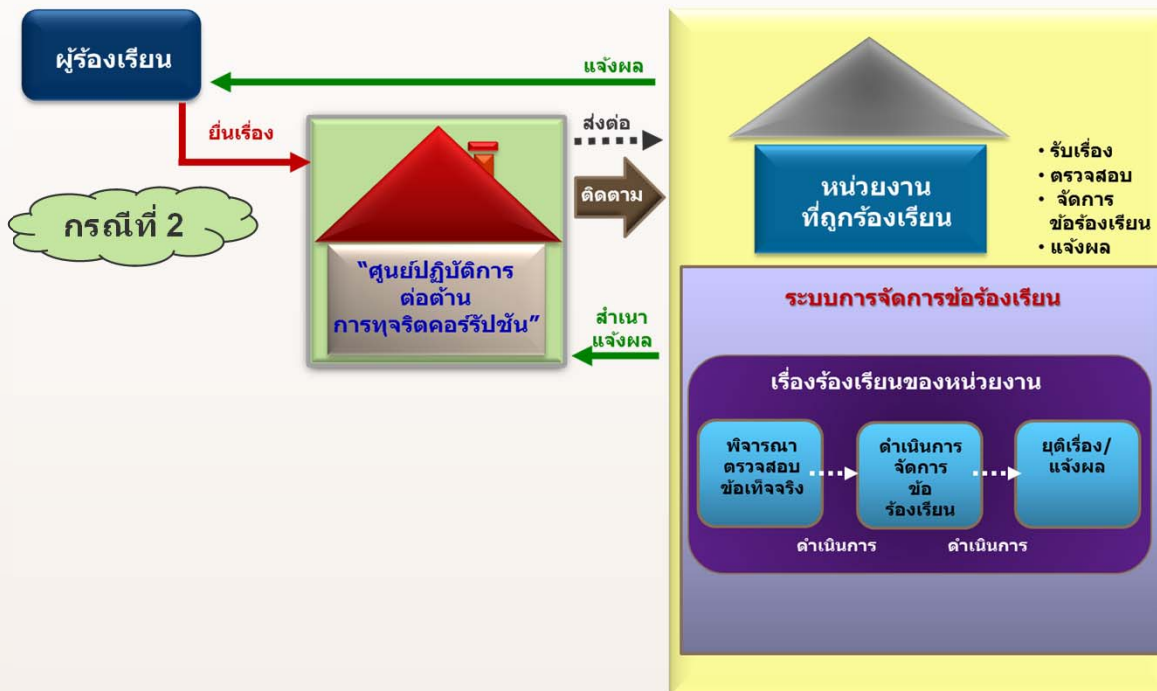 ผู้ร้องเรียน
แจ้งผล
ยื่นเรื่อง
ส่งต่อ
ติดตาม
กรณีที่ 2
"ศูนย์ปฏิบัติการ
ต่อต้าน
การทุจริตคอร์รัปชัน"
สำเนา
แจ้งผล
หน่วยงาน
ที่ถูกร้องเรียน
• รับเรื่อง
• ตรวจสอบ
• จัดการ
ข้อร้องเรียน
• แจ้งผล
ระบบการจัดการข้อร้องเรียน
เรื่องร้องเรียนของหน่วยงาน
พิจารณา
ตรวจสอบ
ข้อเท็จจริง
ดำเนินการ
จัดการ
ข้อ
ร้องเรียน
ยุติเรื่อง/
แจ้งผล
ดำเนินการ
ดำเนินการ